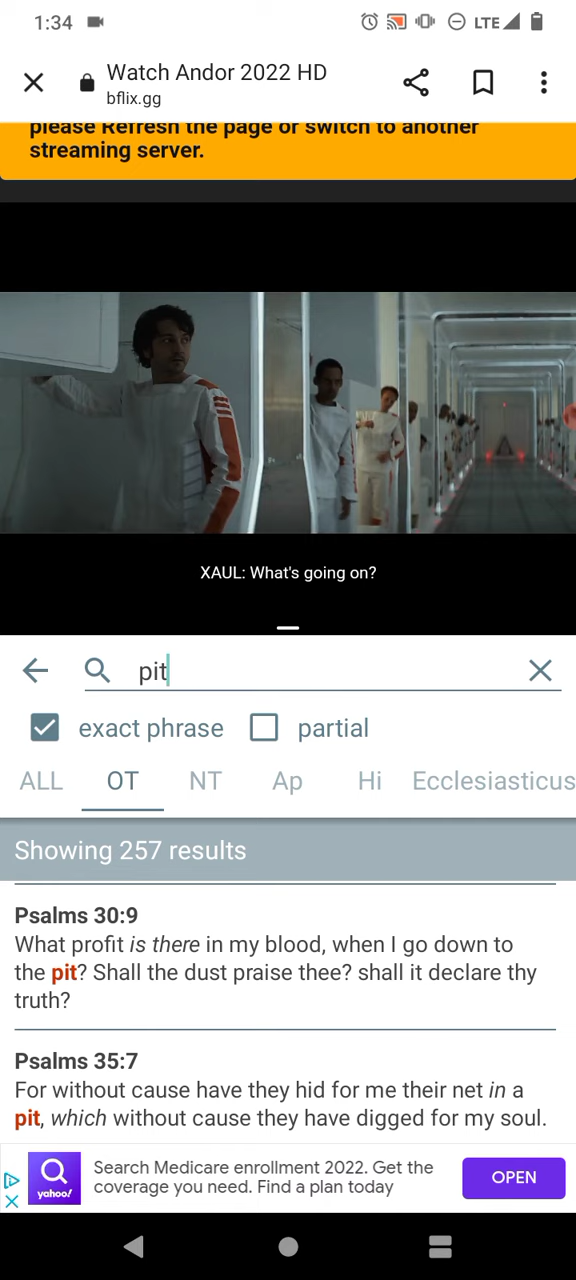 1:34
LTE
Watch Andor 2022 HD
bflix.gg
please Refresh the page or switch to another
streaming server.
XAUL: What's going on?
pit
exact phrase partial
ALL OT NT Ap Hi Ecclesiasticus
Showing 257 results
Psalms 30:9
What profit is there in my blood, when I go down to
the pit? Shall the dust praise thee? shall it declare thy
truth?
Psalms 35:7
For without cause have they hid for me their net in a
pit, which without cause they have digged for my soul.
yahoo!
Search Medicare enrollment 2022. Get the
coverage you need. Find a plan today
OPEN